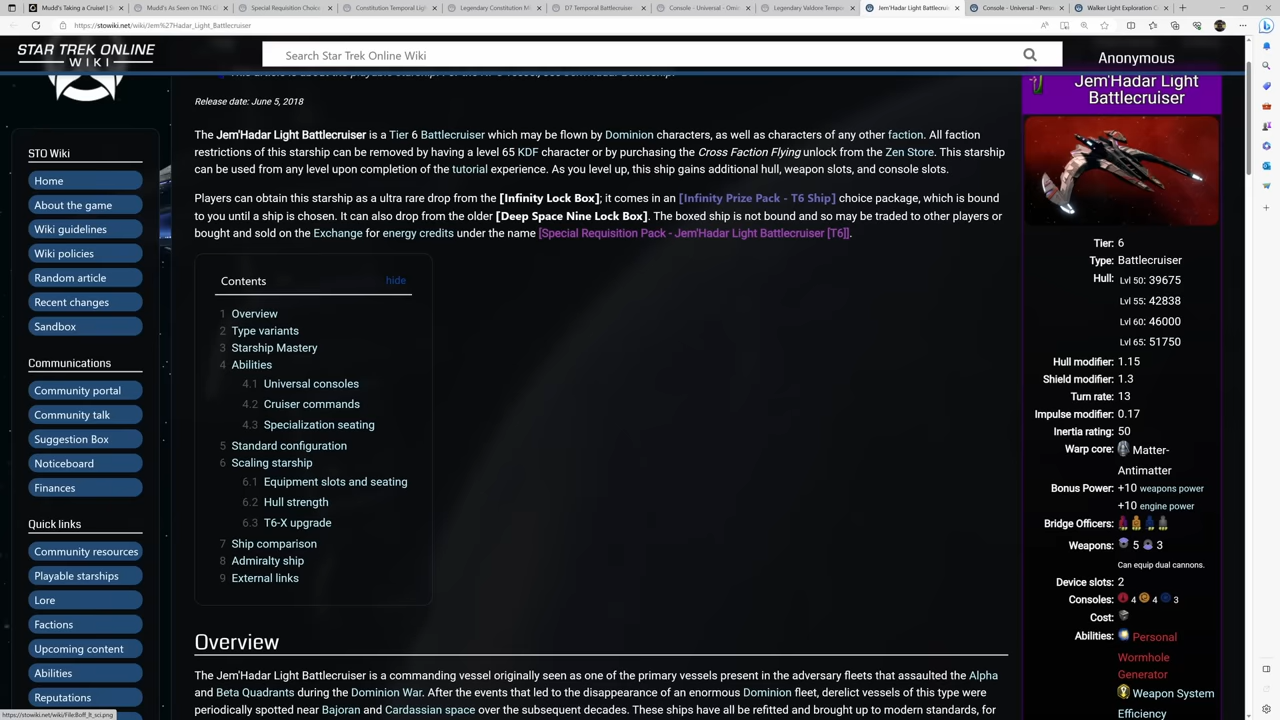 Mudd's Taking a Cruise! | S
Mudd's As Seen on TNG C
Special Requisition Choice
Constitution Temporal Ligh
Legendary Constitution Mi
D7 Temporal Battlecruiser
Console - Universal - Omi
Legendary Valdore Tempo
Jem'Hadar Light Battlecruis
Console - Universal - Pers
Walker Light Exploration C
https://stowiki.net/wiki/Jem%27Hadar_Light_Battlecruiser
STAR TREK ONLINE
WIKI
Search Star Trek Online Wiki
Anonymous
Release date: June 5, 2018
The Jem'Hadar Light Battlecruiser is a Tier 6 Battlecruiser which may be flown by Dominion characters, as well as characters of any other faction. All faction
restrictions of this starship can be removed by having a level 65 KDF character or by purchasing the Cross Faction Flying unlock from the Zen Store. This starship
can be used from any level upon completion of the tutorial experience. As you level up, this ship gains additional hull, weapon slots, and console slots.
Players can obtain this starship as a ultra rare drop from the [Infinity Lock Box]; it comes in an [Infinity Prize Pack - T6 Ship] choice package, which is bound
to you until a ship is chosen. It can also drop from the older [Deep Space Nine Lock Box]. The boxed ship is not bound and so may be traded to other players or
bought and sold on the Exchange for energy credits under the name [Special Requisition Pack - Jem'Hadar Light Battlecruiser [T6]].
Contents
hide
1 Overview
2 Type variants
3 Starship Mastery
4 Abilities
4.1 Universal consoles
4.2 Cruiser commands
4.3 Specialization seating
5 Standard configuration
6 Scaling starship
6.1 Equipment slots and seating
6.2 Hull strength
6.3 T6-X upgrade
7 Ship comparison
8 Admiralty ship
9 External links
Overview
The Jem'Hadar Light Battlecruiser is a commanding vessel originally seen as one of the primary vessels present in the adversary fleets that assaulted the Alpha
and Beta Quadrants during the Dominion War. After the events that led to the disappearance of an enormous Dominion fleet, derelict vessels of this type were
periodically spotted near Bajoran and Cardassian space over the subsequent decades. These ships have all be refitted and brought up to modern standards, for
STO Wiki
Home
About the game
Wiki guidelines
Wiki policies
Random article
Recent changes
Sandbox
Communications
Community portal
Community talk
Suggestion Box
Noticeboard
Finances
Quick links
Community resources
Playable starships
Lore
Factions
Upcoming content
Abilities
Reputations
https://stowiki.net/wiki/File:Boff_lt_sci.png
Jem'Hadar Light
Battlecruiser
Tier: 6
Type: Battlecruiser
Hull: Lvl 50: 39675
Lvl 55: 42838
Lvl 60: 46000
Lvl 65: 51750
Hull modifier: 1.15
Shield modifier: 1.3
Turn rate: 13
Impulse modifier: 0.17
Inertia rating: 50
Warp core: Matter-
Antimatter
Bonus Power: +10 weapons power
+10 engine power
Bridge Officers:
Weapons: 5 3
Can equip dual cannons.
Device slots: 2
Consoles: 4 4 3
Cost:
Abilities: Personal
Wormhole
Generator
Weapon System
Efficiency